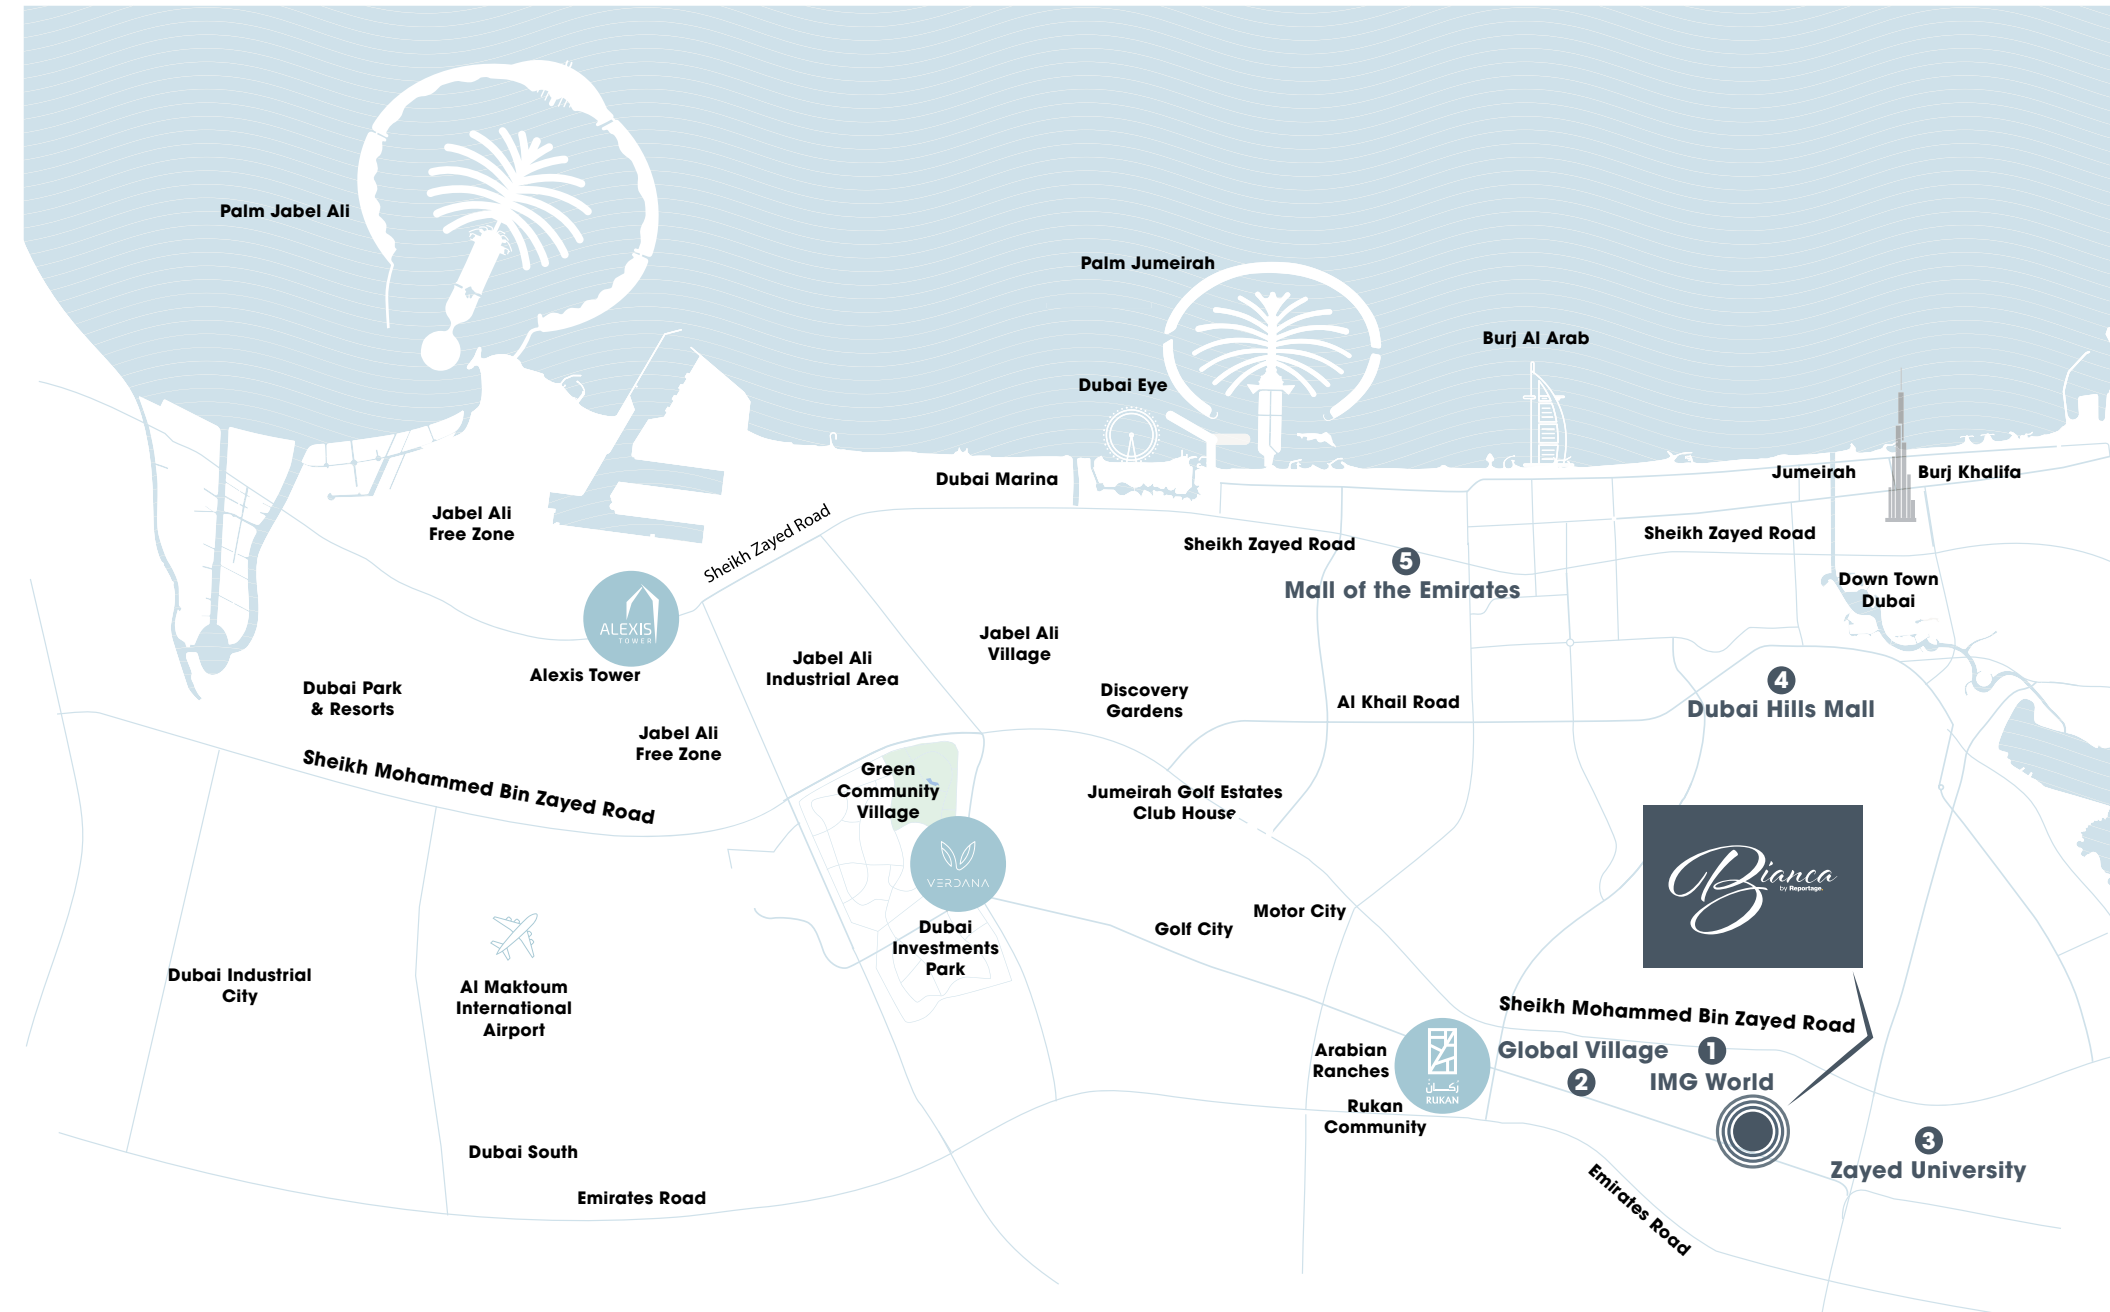 Palm Jabel Ali
Palm Jumeirah
Burj Al Arab
Dubai Eye
Jumeirah
Burj Khalifa
Dubai Marina
Jabel Ali
Free Zone
Sheikh Zayed Road
Sheikh Zayed Road
Sheikh Zayed Road
5
Mall of the Emirates
Down Town
Dubai
ALEXIS
TOWER
Alexis Tower
Jabel Ali
Village
Jabel Ali
Industrial Area
Dubai Park
& Resorts
Discovery
Gardens
Al Khail Road
4
Dubai Hills Mall
Jabel Ali
Free Zone
Sheikh Mohammed Bin Zayed Road
Green
Community
Village
Jumeirah Golf Estates
Club House
VERDANA
Bianca
by Reportage.
Motor City
Golf City
Dubai
Investments
Park
Dubai Industrial
City
Al Maktoum
International
Airport
Sheikh Mohammed Bin Zayed Road
Arabian
Ranches
رُكــان
RUKAN
Global Village
2
1
IMG World
Rukan
Community
3
Zayed University
Dubai South
Emirates Road
Emirates Road